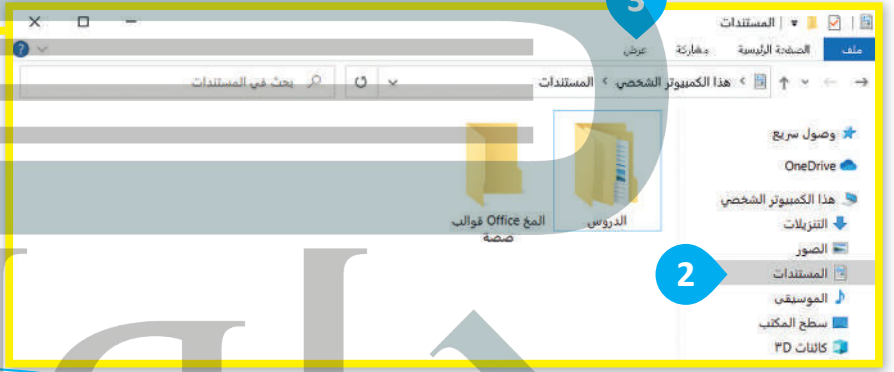 3
| المستندات
ملف الصفحة الرئيسية مشاركة عرض
هذا الكمبيوتر الشخصي > المستندات
بحث في المستندات
وصول سريع
OneDrive
هذا الكمبيوتر الشخصي
التنزيلات
الصور
المستندات
2
الموسيقى
سطح المكتب
كائنات ٣D
الدروس
قوالب Office المخ
صصة